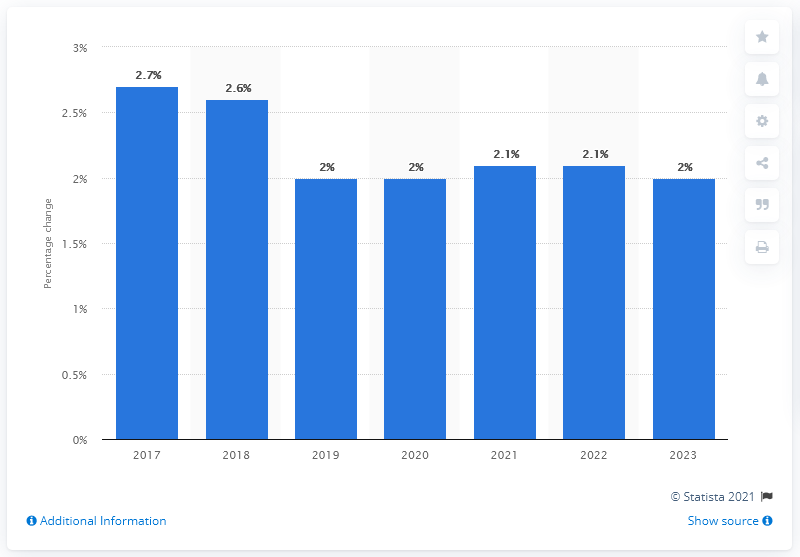 3%
2.5%
2%
1.5%
1%
0.5%
0%
Percentage change
2.7%
2.6%
2%
2%
2.1%
2.1%
2%
2017 2018 2019 2020 2021 2022 2023
© Statista 2021
Additional Information
Show source